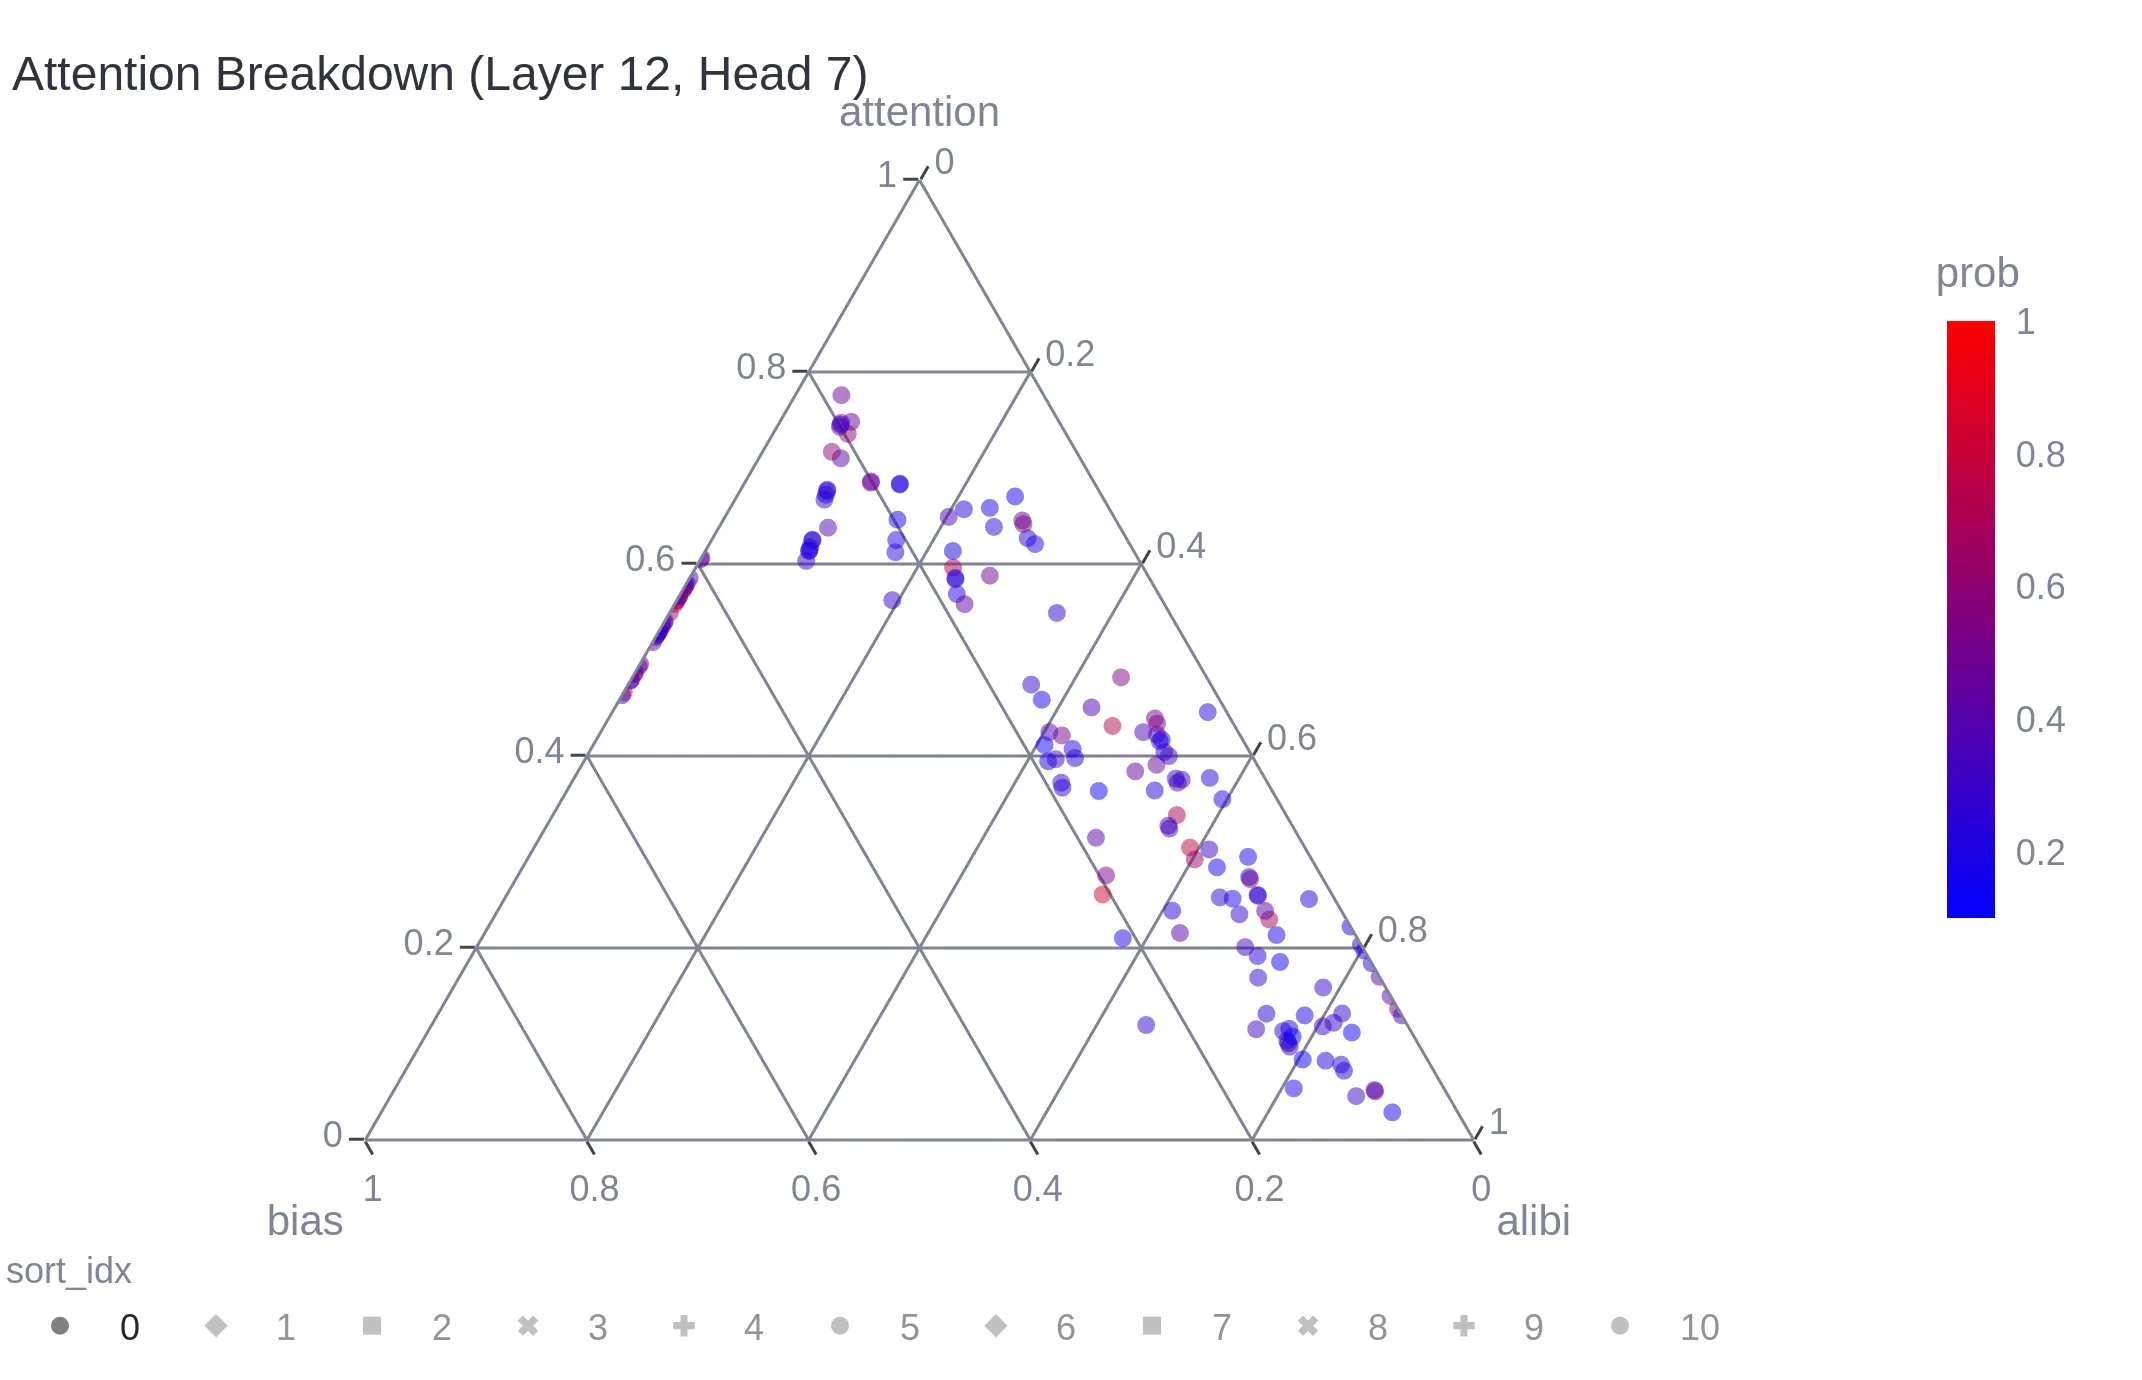 Attention Breakdown (Layer 12, Head 7)
attention
1 0
prob
1
0.8 0.2
0.8
0.6 0.4
0.6
0.4 0.6
0.4
0.2 0.8
0.2
0 1
1 0.8 0.6 0.4 0.2 0
bias alibi
sort_idx
0 1 2 3 4 5 6 7 8 9 10